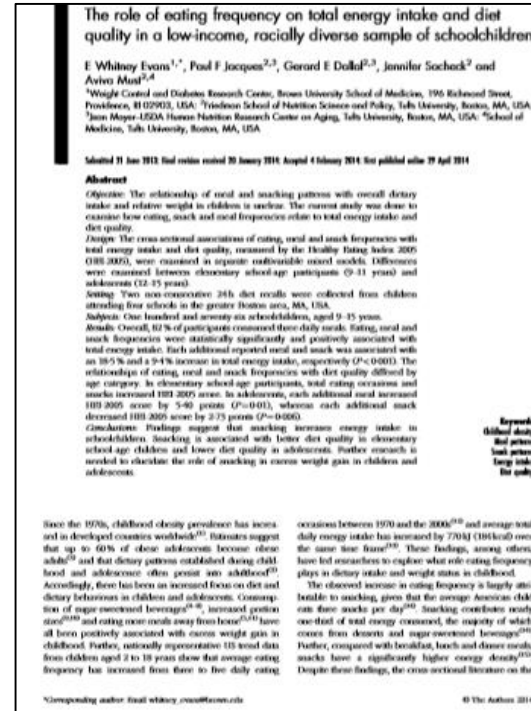 The role of eating frequency on total energy intake and diet
quality in a low-income, racially diverse sample of schoolchildren
E Whitney Evans1,*, Paul F Jacques2,3, Gerard E Dallal2,3, Jennifer Sacheck2 and
Aviva Must2,4
1Weight Control and Diabetes Research Center, Brown University School of Medicine, 196 Richmond Street,
Providence, RI 02903, USA: 2Friedman School of Nutrition Science and Policy, Tufts University, Boston, MA, USA:
3Jean Mayer–USDA Human Nutrition Research Center on Aging, Tufts University, Boston, MA, USA: 4School of
Medicine, Tufts University, Boston, MA, USA
Submitted 21 June 2013: Final revision received 20 January 2014: Accepted 4 February 2014: First published online 29 April 2014
Abstract
Objective: The relationship of meal and snacking patterns with overall dietary
intake and relative weight in children is unclear. The current study was done to
examine how eating, snack and meal frequencies relate to total energy intake and
diet quality.
Design: The cross-sectional associations of eating, meal and snack frequencies with
total energy intake and diet quality, measured by the Healthy Eating Index 2005
(HEI-2005), were examined in separate multivariable mixed models. Differences
were examined between elementary school-age participants (9–11 years) and
adolescents (12–15 years).
Setting: Two non-consecutive 24 h diet recalls were collected from children
attending four schools in the greater Boston area, MA, USA.
Subjects: One hundred and seventy-six schoolchildren, aged 9–15 years.
Results: Overall, 82 % of participants consumed three daily meals. Eating, meal and
snack frequencies were statistically significantly and positively associated with
total energy intake. Each additional reported meal and snack was associated with
an 18·5 % and a 9·4 % increase in total energy intake, respectively (P<0·001). The
relationships of eating, meal and snack frequencies with diet quality differed by
age category. In elementary school-age participants, total eating occasions and
snacks increased HEI-2005 score. In adolescents, each additional meal increased
HEI-2005 score by 5·40 points (P=0·01), whereas each additional snack
decreased HEI-2005 score by 2·73 points (P=0·006).
Conclusions: Findings suggest that snacking increases energy intake in
schoolchildren. Snacking is associated with better diet quality in elementary
school-age children and lower diet quality in adolescents. Further research is
needed to elucidate the role of snacking in excess weight gain in children and
adolescents.
Keywords
Childhood obesity
Meal patterns
Snack patterns
Energy intake
Diet quality
Since the 1970s, childhood obesity prevalence has increa-
sed in developed countries worldwide(1). Estimates suggest
that up to 60 % of obese adolescents become obese
adults(2) and that dietary patterns established during child-
hood and adolescence often persist into adulthood(3).
Accordingly, there has been an increased focus on diet and
dietary behaviours in children and adolescents. Consump-
tion of sugar-sweetened beverages, increased portion
sizes and eating more meals away from home have
all been positively associated with excess weight gain in
childhood. Further, nationally representative US trend data
from children aged 2 to 18 years show that average eating
frequency has increased from three to five daily eating
occasions between 1970 and the 2000s and average total
daily energy intake has increased by 770 kJ (184 kcal) over
the same time frame. These findings, among others,
have led researchers to explore what role eating frequency
plays in dietary intake and weight status in childhood.
The observed increase in eating frequency is largely attri-
butable to snacking, given that the average American child
eats three snacks per day. Snacking contributes nearly
one-third of total energy consumed, the majority of which
comes from desserts and sugar-sweetened beverages.
Further, compared with breakfast, lunch and dinner meals,
snacks have a significantly higher energy density.
Despite these findings, the cross-sectional literature on the
*Corresponding author: Email whitney_evans@brown.edu
© The Authors 2014